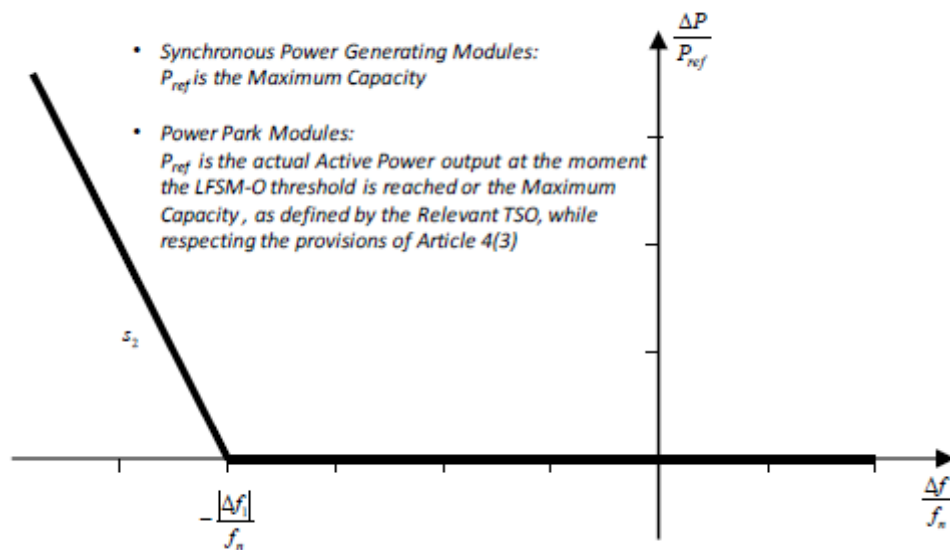 • Synchronous Power Generating Modules:
P_ref is the Maximum Capacity
• Power Park Modules:
P_ref is the actual Active Power output at the moment
the LFSM-O threshold is reached or the Maximum
Capacity , as defined by the Relevant TSO, while
respecting the provisions of Article 4(3)
ΔP
P_ref
s₂
−|Δf₁|
f_n
Δf
f_n